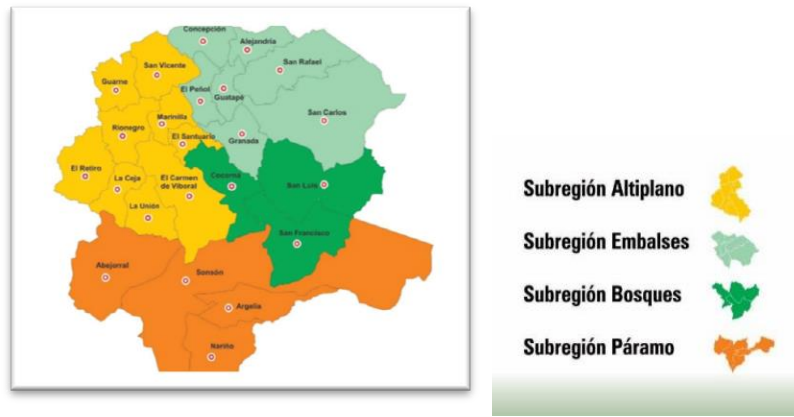 Concepción
Alejandría
San Vicente
San Rafael
Guarne
El Peñol
Guatapé
San Carlos
Marinilla
Rionegro
El Santuario
Granada
El Retiro
La Ceja
El Carmen
de Viboral
Cocorná
San Luis
La Unión
San Francisco
Abejorral
Sonsón
Argelia
Nariño
Subregión Altiplano
Subregión Embalses
Subregión Bosques
Subregión Páramo